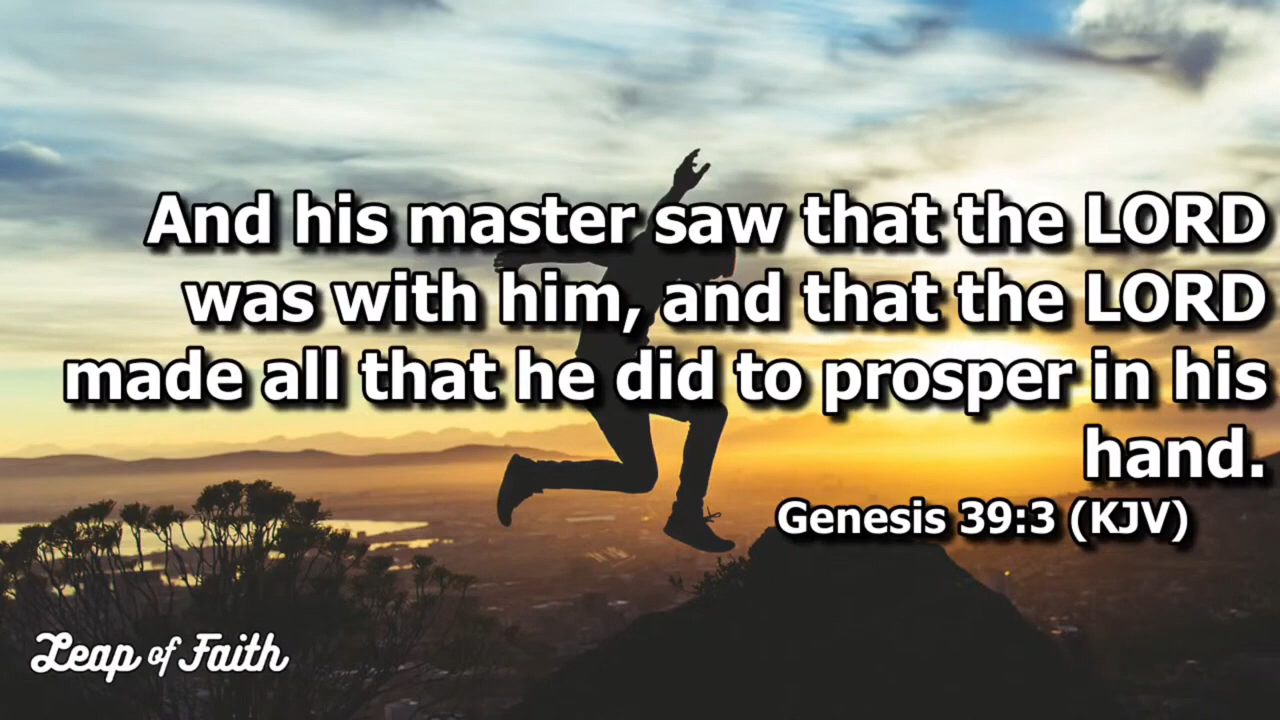 And his master saw that the LORD
was with him, and that the LORD
made all that he did to prosper in his
hand.
Genesis 39:3 (KJV)
Leap of Faith